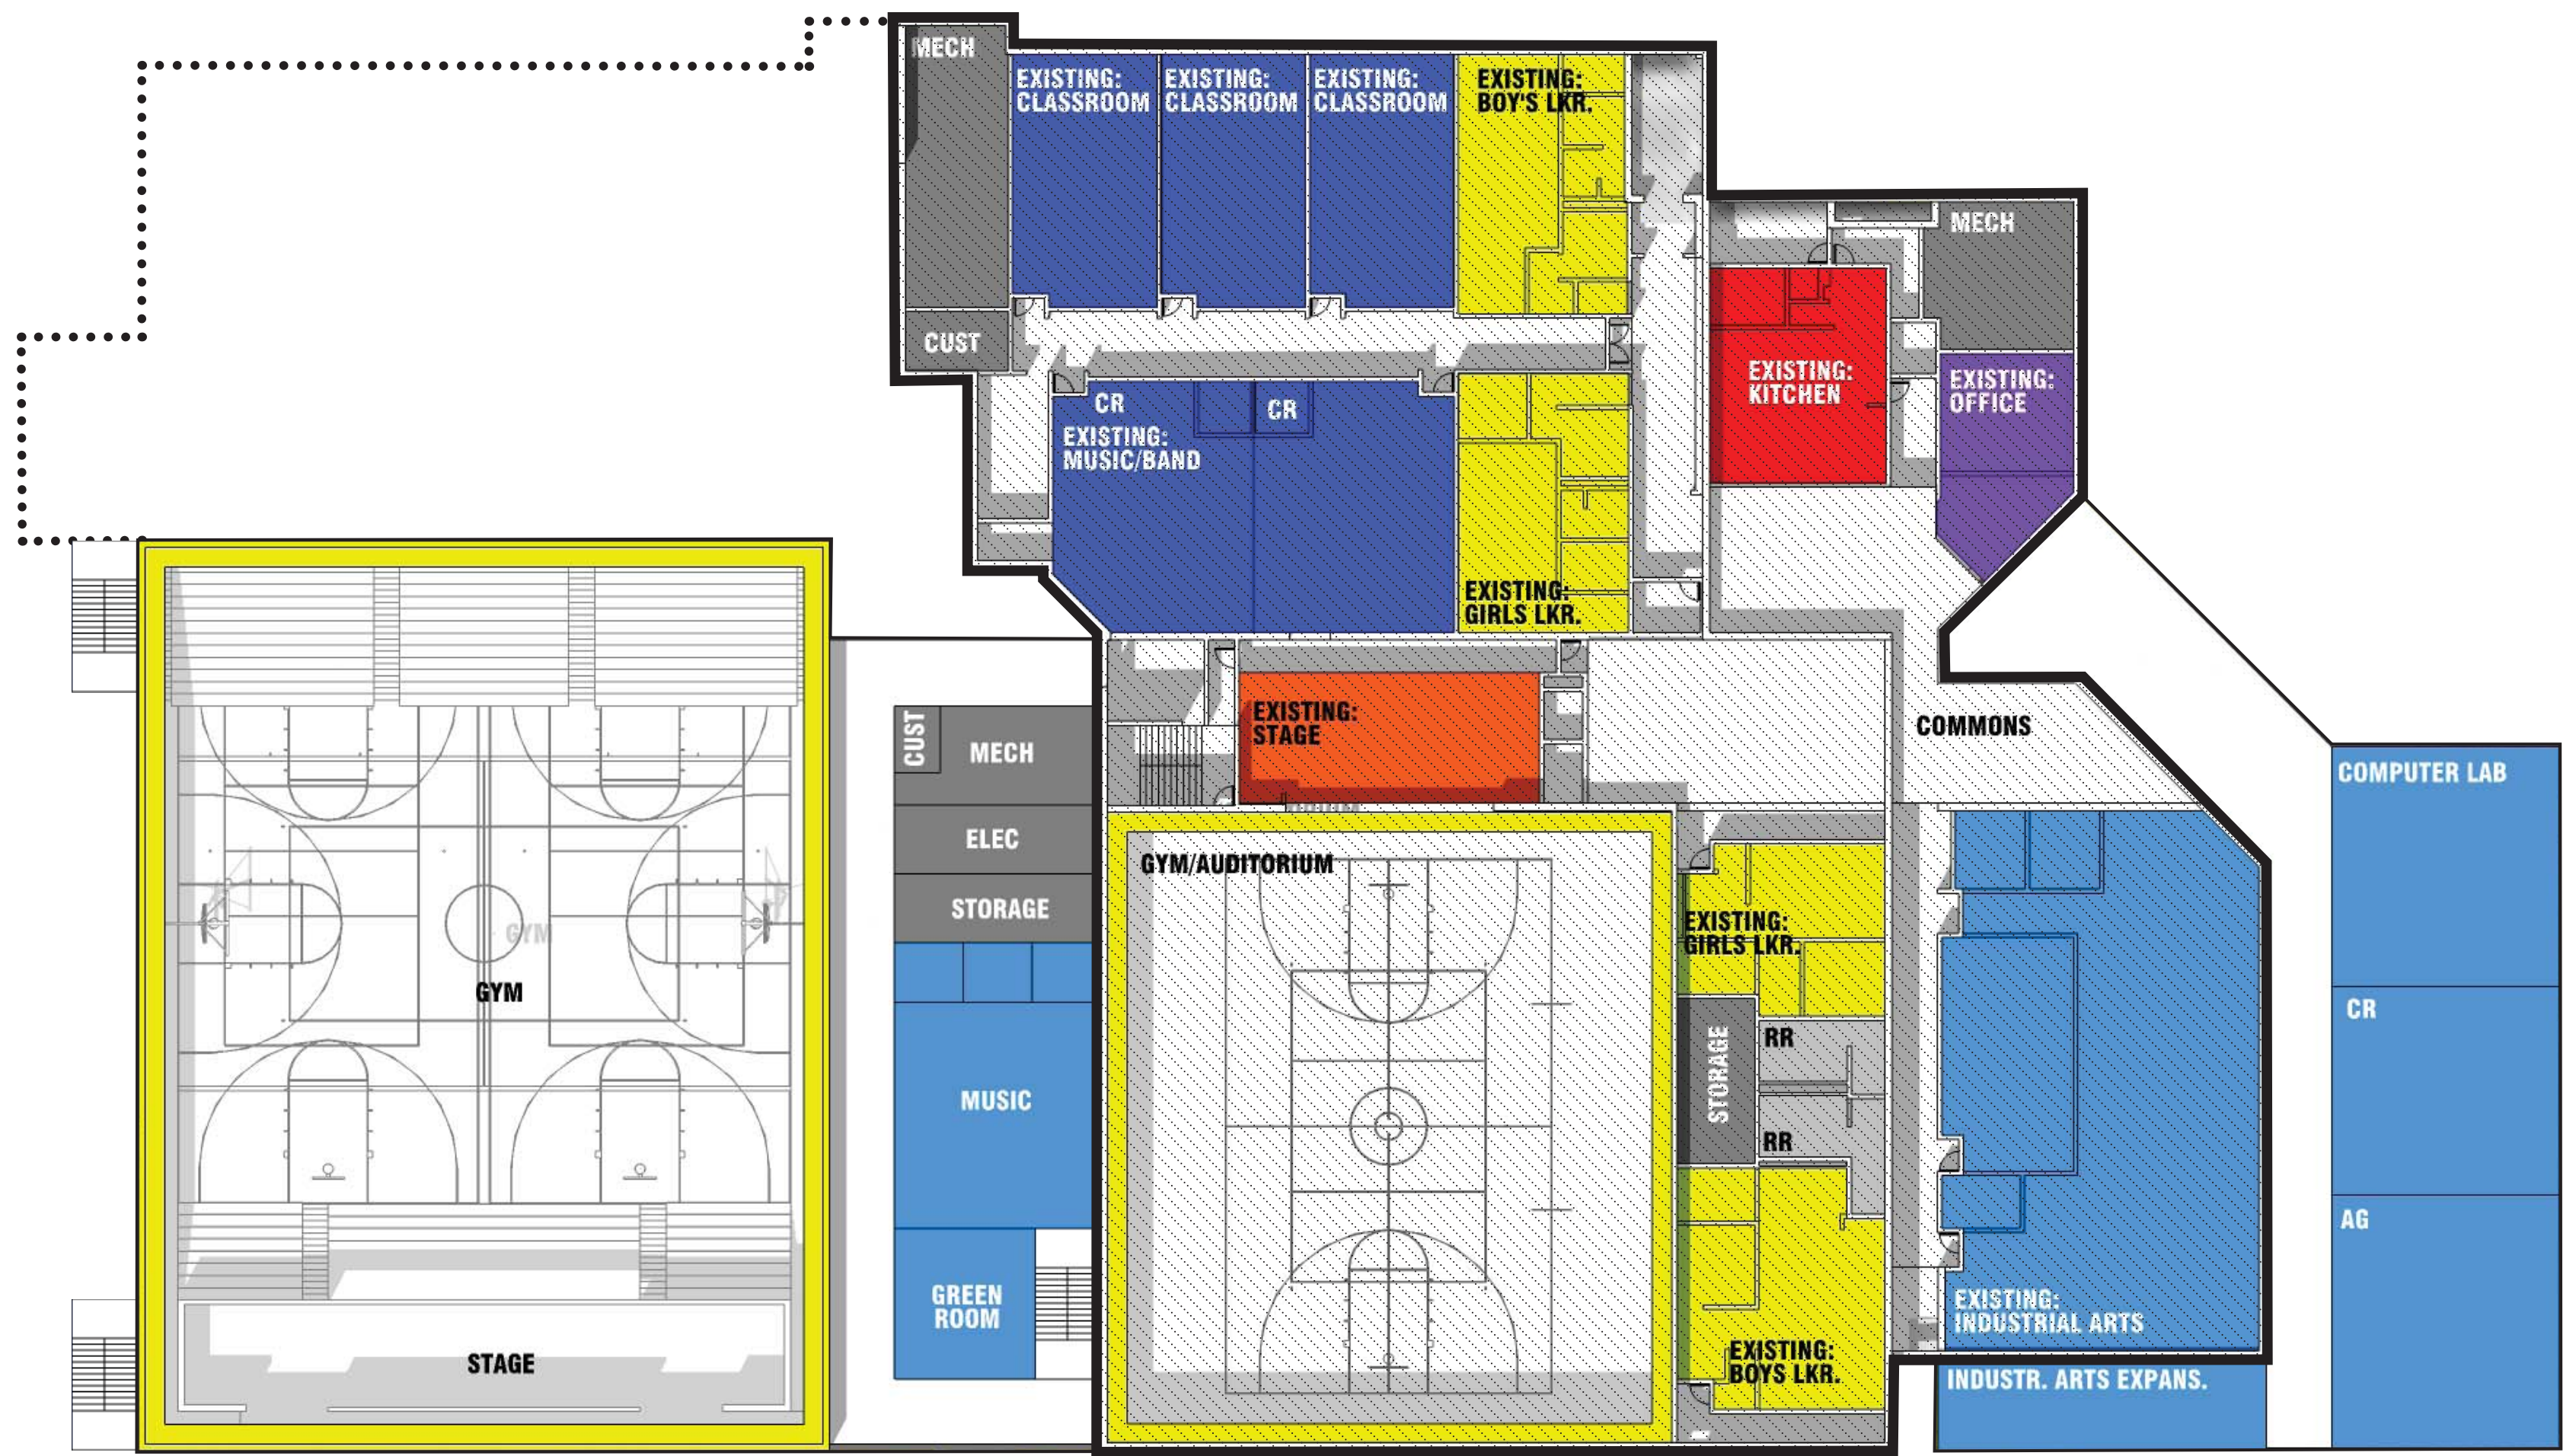 MECH
EXISTING:
CLASSROOM
EXISTING:
CLASSROOM
EXISTING:
CLASSROOM
EXISTING:
BOY'S LKR.
MECH
CUST
EXISTING:
KITCHEN
EXISTING:
OFFICE
CR
CR
EXISTING:
MUSIC/BAND
EXISTING:
GIRLS LKR.
EXISTING:
STAGE
COMMONS
CUST
MECH
COMPUTER LAB
ELEC
GYM/AUDITORIUM
STORAGE
EXISTING:
GIRLS LKR.
GYM
GYM
CR
STORAGE
RR
MUSIC
RR
AG
GREEN
ROOM
EXISTING:
INDUSTRIAL ARTS
STAGE
EXISTING:
BOYS LKR.
INDUSTR. ARTS EXPANS.